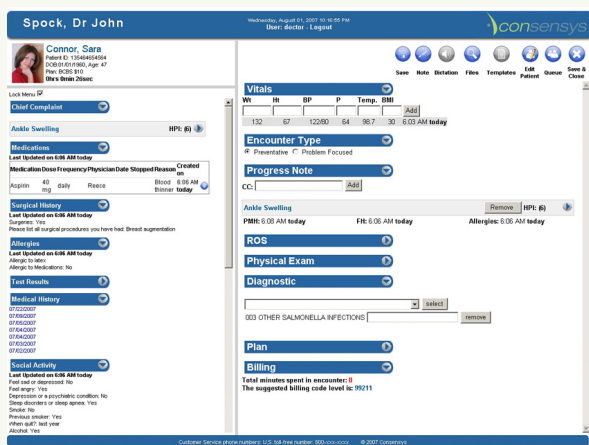 Spock, Dr John
Wednesday, August 01, 2007 10:16:55 PM
User: doctor - Logout
consensys
Connor, Sara
Patient ID: 135464654564
DOB:01/01/1960, Age: 47
Plan: BCBS $10
0hrs 0min 26sec
Save Note Dictation Files Templates Edit Patient Queue Save & Close
Lock Menu
Chief Complaint
Ankle Swelling HPI: (6)
Medications
Last Updated on 6:06 AM today
Medication Dose Frequency Physician Date Stopped Reason Created on
Aspirin 40 mg daily Reece Blood thinner 6:06 AM today
Surgical History
Last Updated on 6:06 AM today
Surgeries: Yes
Please list all surgical procedures you have had: Breast augmentation
Allergies
Last Updated on 6:06 AM today
Allergic to latex
Allergic to Medications: No
Test Results
Medical History
07/22/2007
07/09/2007
07/05/2007
07/04/2007
07/04/2007
07/03/2007
07/02/2007
Social Activity
Last Updated on 6:06 AM today
Feel sad or depressed: No
Feel angry: Yes
Depression or a psychiatric condition: No
Sleep disorders or sleep apnea: Yes
Smoke: No
Previous smoker: Yes
When quit?: last year
Alcohol: Yes
Vitals
Wt Ht BP P Temp. BMI
Add
132 67 122/80 64 98.7 30 6:03 AM today
Encounter Type
Preventative Problem Focused
Progress Note
CC: Add
Ankle Swelling Remove HPI: (6)
PMH: 6:08 AM today FH: 6:06 AM today Allergies: 6:06 AM today
ROS
Physical Exam
Diagnostic
select
003 OTHER SALMONELLA INFECTIONS remove
Plan
Billing
Total minutes spent in encounter: 0
The suggested billing code level is: 99211
Customer Service phone numbers: U.S. toll-free number: 800-xxx-xxxx © 2007 Consensys